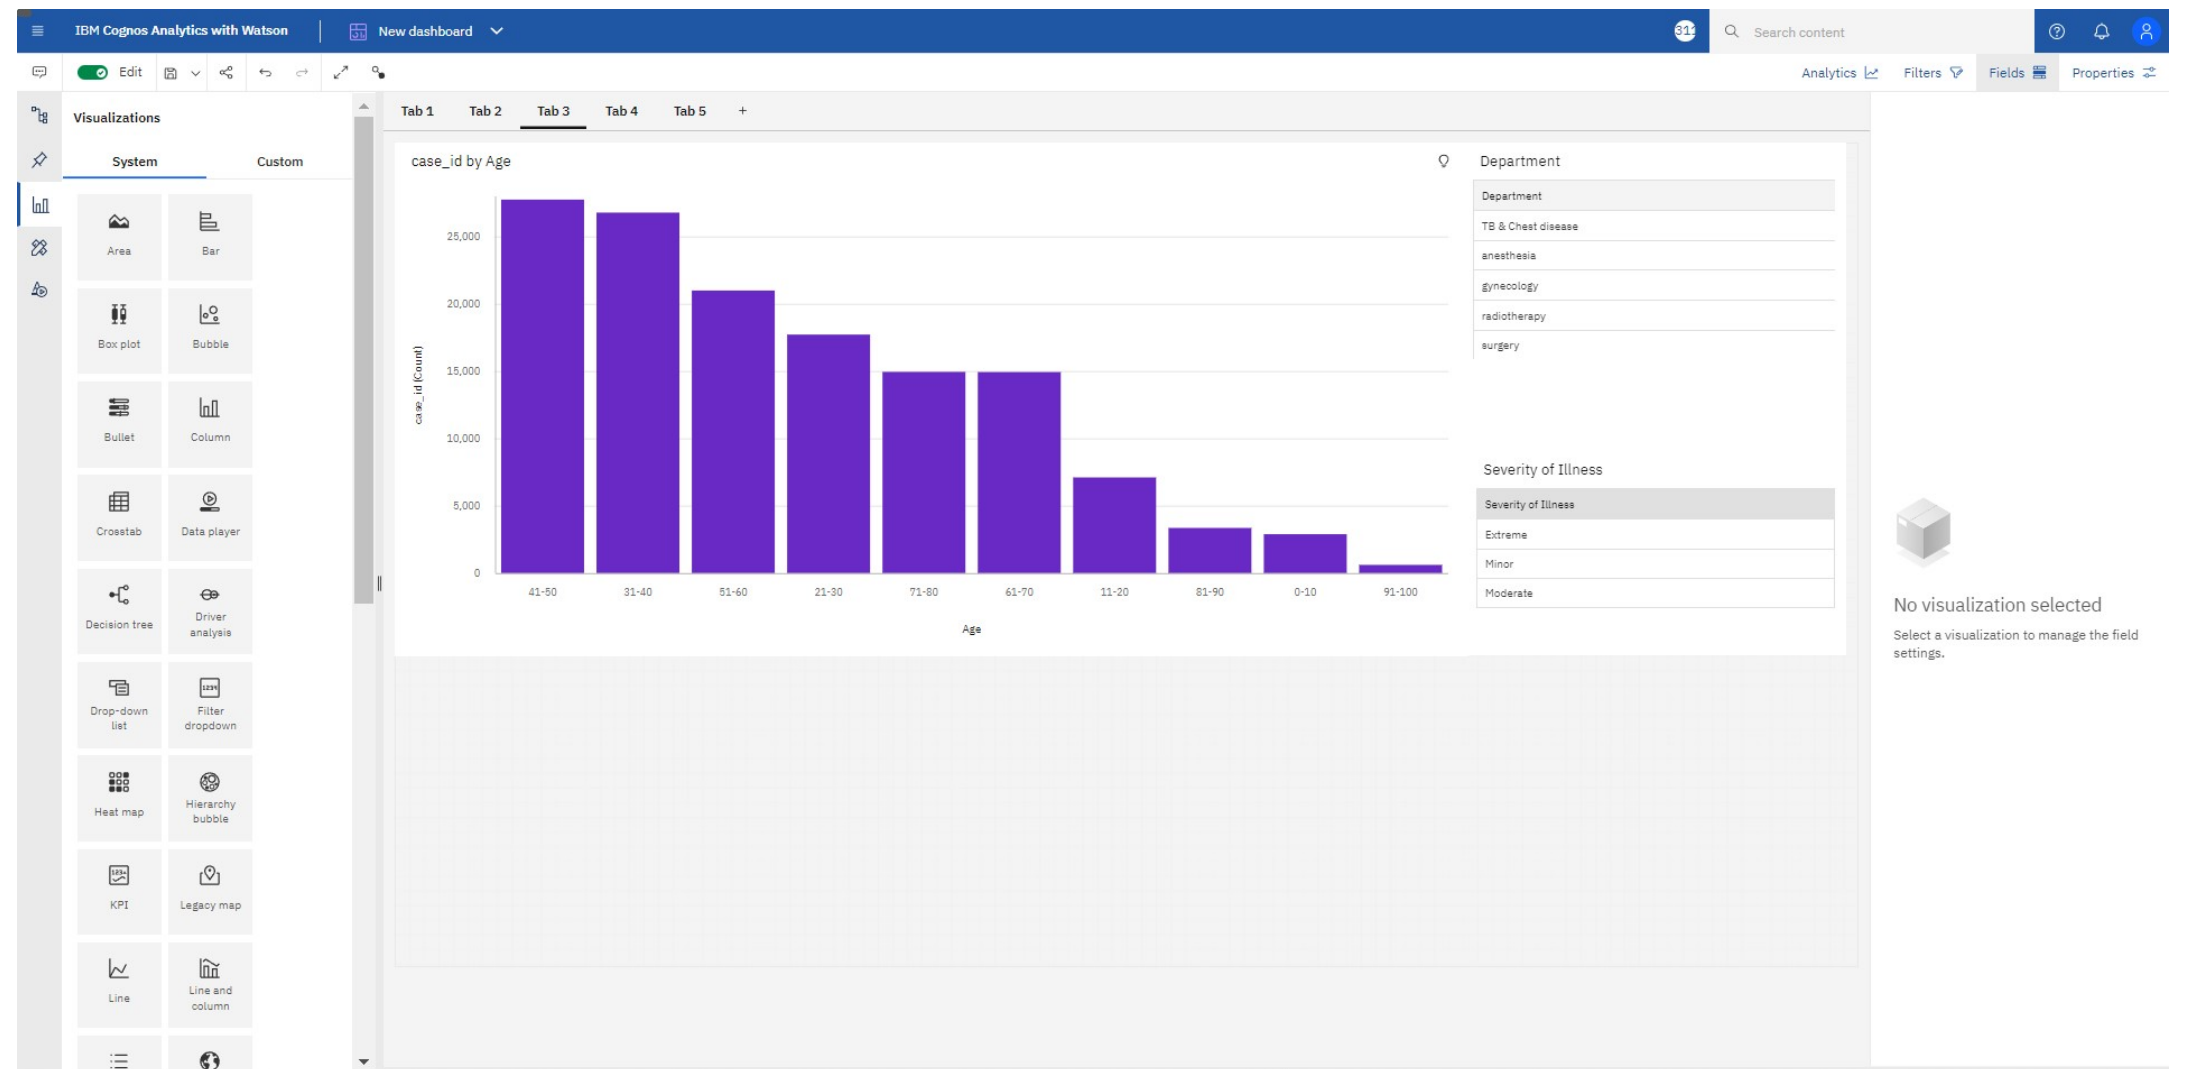 IBM Cognos Analytics with Watson
New dashboard
Search content
Edit
Analytics
Filters
Fields
Properties
Visualizations
System
Custom
Area
Bar
Box plot
Bubble
Bullet
Column
Crosstab
Data player
Decision tree
Driver
analysis
Drop-down
list
Filter
dropdown
Heat map
Hierarchy
bubble
KPI
Legacy map
Line
Line and
column
Tab 1
Tab 2
Tab 3
Tab 4
Tab 5
+
case_id by Age
case_id (Count)
25,000
20,000
15,000
10,000
5,000
0
41-50
31-40
51-60
21-30
71-80
61-70
11-20
81-90
0-10
91-100
Age
Department
Department
TB & Chest disease
anesthesia
gynecology
radiotherapy
surgery
Severity of Illness
Severity of Illness
Extreme
Minor
Moderate
No visualization selected
Select a visualization to manage the field
settings.